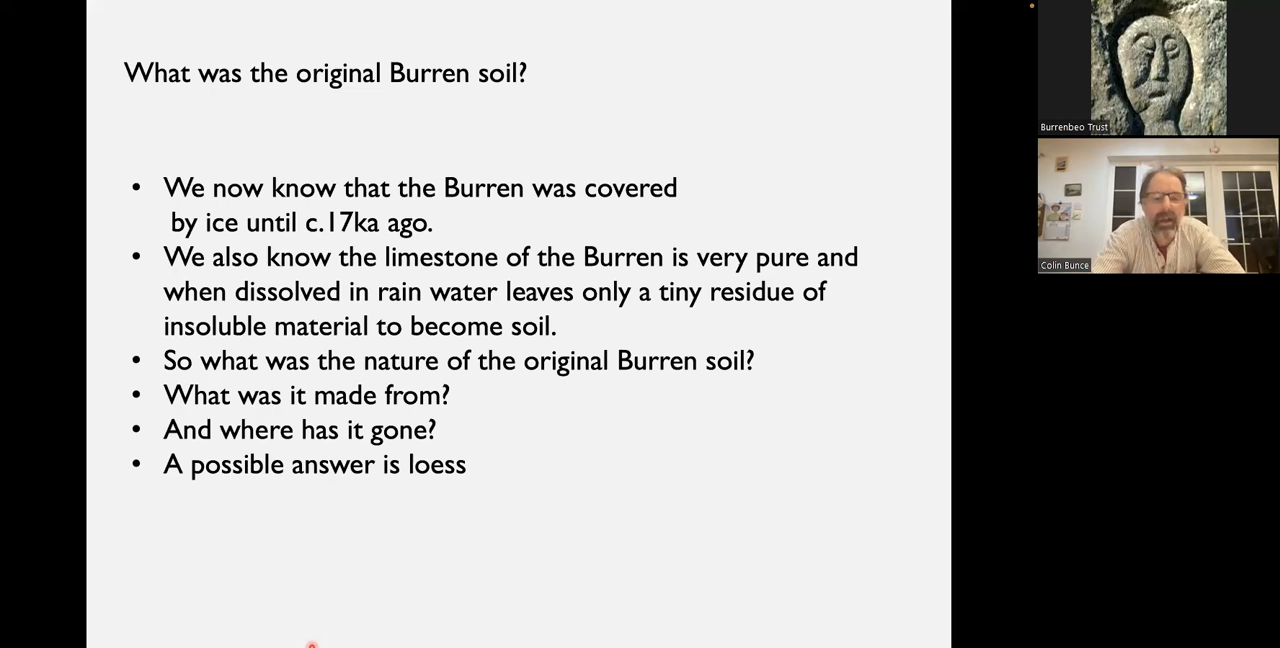 What was the original Burren soil?
• We now know that the Burren was covered
by ice until c.17ka ago.
• We also know the limestone of the Burren is very pure and
when dissolved in rain water leaves only a tiny residue of
insoluble material to become soil.
• So what was the nature of the original Burren soil?
• What was it made from?
• And where has it gone?
• A possible answer is loess
Burrenbeo Trust
Colin Bunce